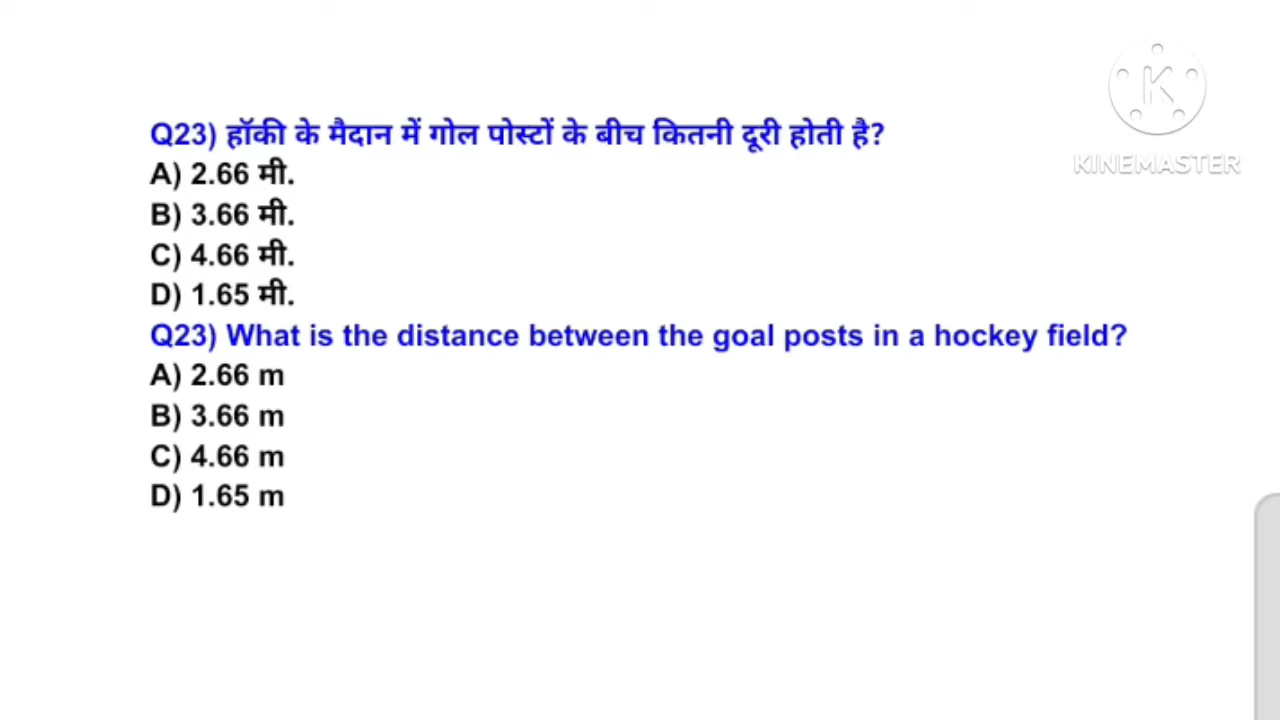 Q23) हॉकी के मैदान में गोल पोस्टों के बीच कितनी दूरी होती है?
A) 2.66 मी.
B) 3.66 मी.
C) 4.66 मी.
D) 1.65 मी.
Q23) What is the distance between the goal posts in a hockey field?
A) 2.66 m
B) 3.66 m
C) 4.66 m
D) 1.65 m
K
KINEMASTER